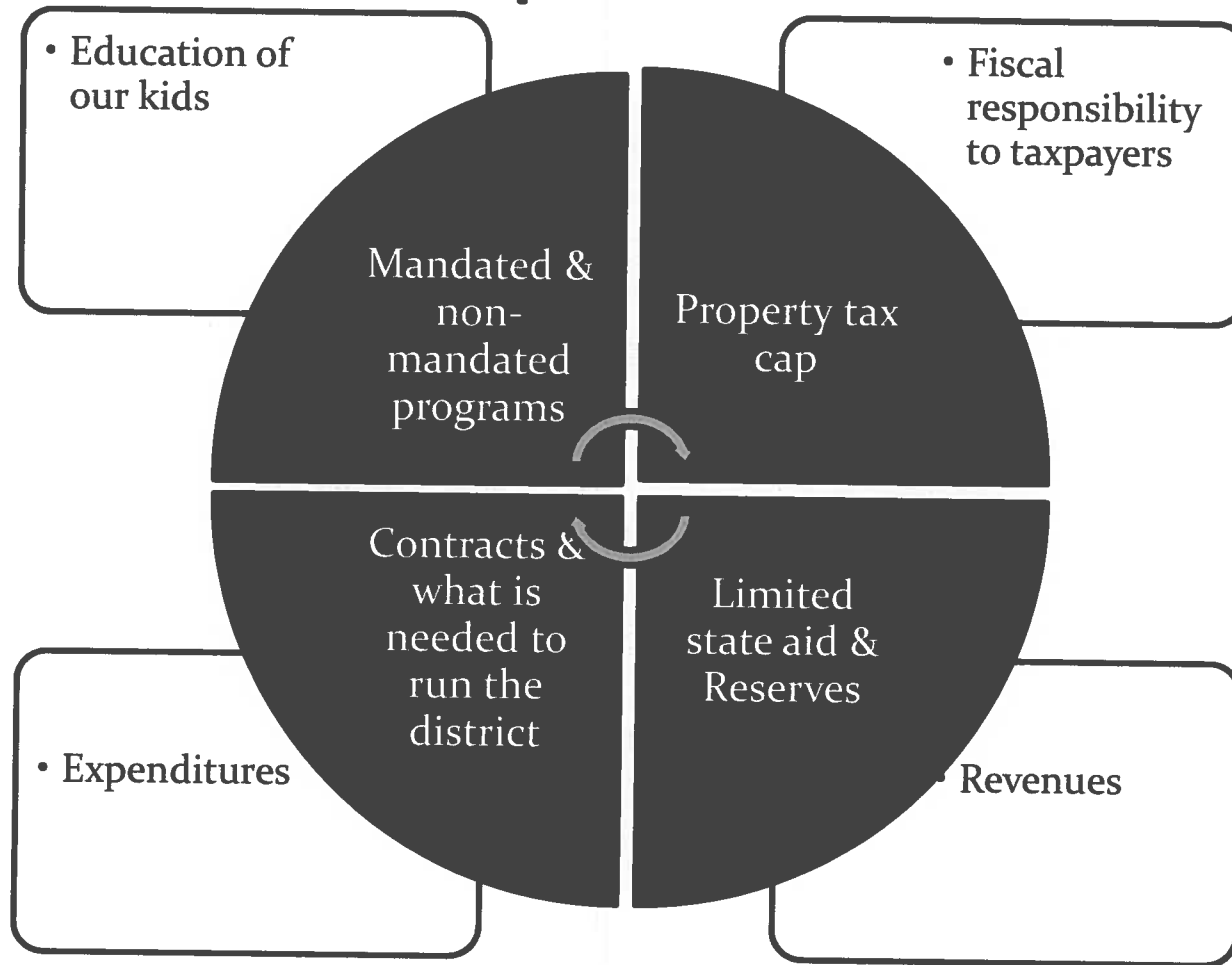 • Education of
our kids
• Fiscal
responsibility
to taxpayers
Mandated &
non-
mandated
programs
Property tax
cap
Contracts &
what is
needed to
run the
district
Limited
state aid &
Reserves
• Expenditures
• Revenues